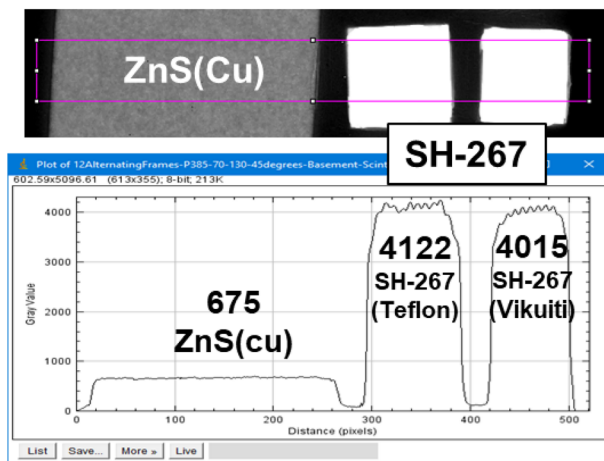 ZnS(Cu)
SH-267
Plot of 12AlternatingFrames-P385-70-130-45degrees-Basement-Scint
602.59x5096.61 (613x355); 8-bit; 213K
4000
3000
2000
1000
0
Gray Value
675
ZnS(cu)
4122
SH-267
(Teflon)
4015
SH-267
(Vikuiti)
0 100 200 300 400 500
Distance (pixels)
List Save... More » Live